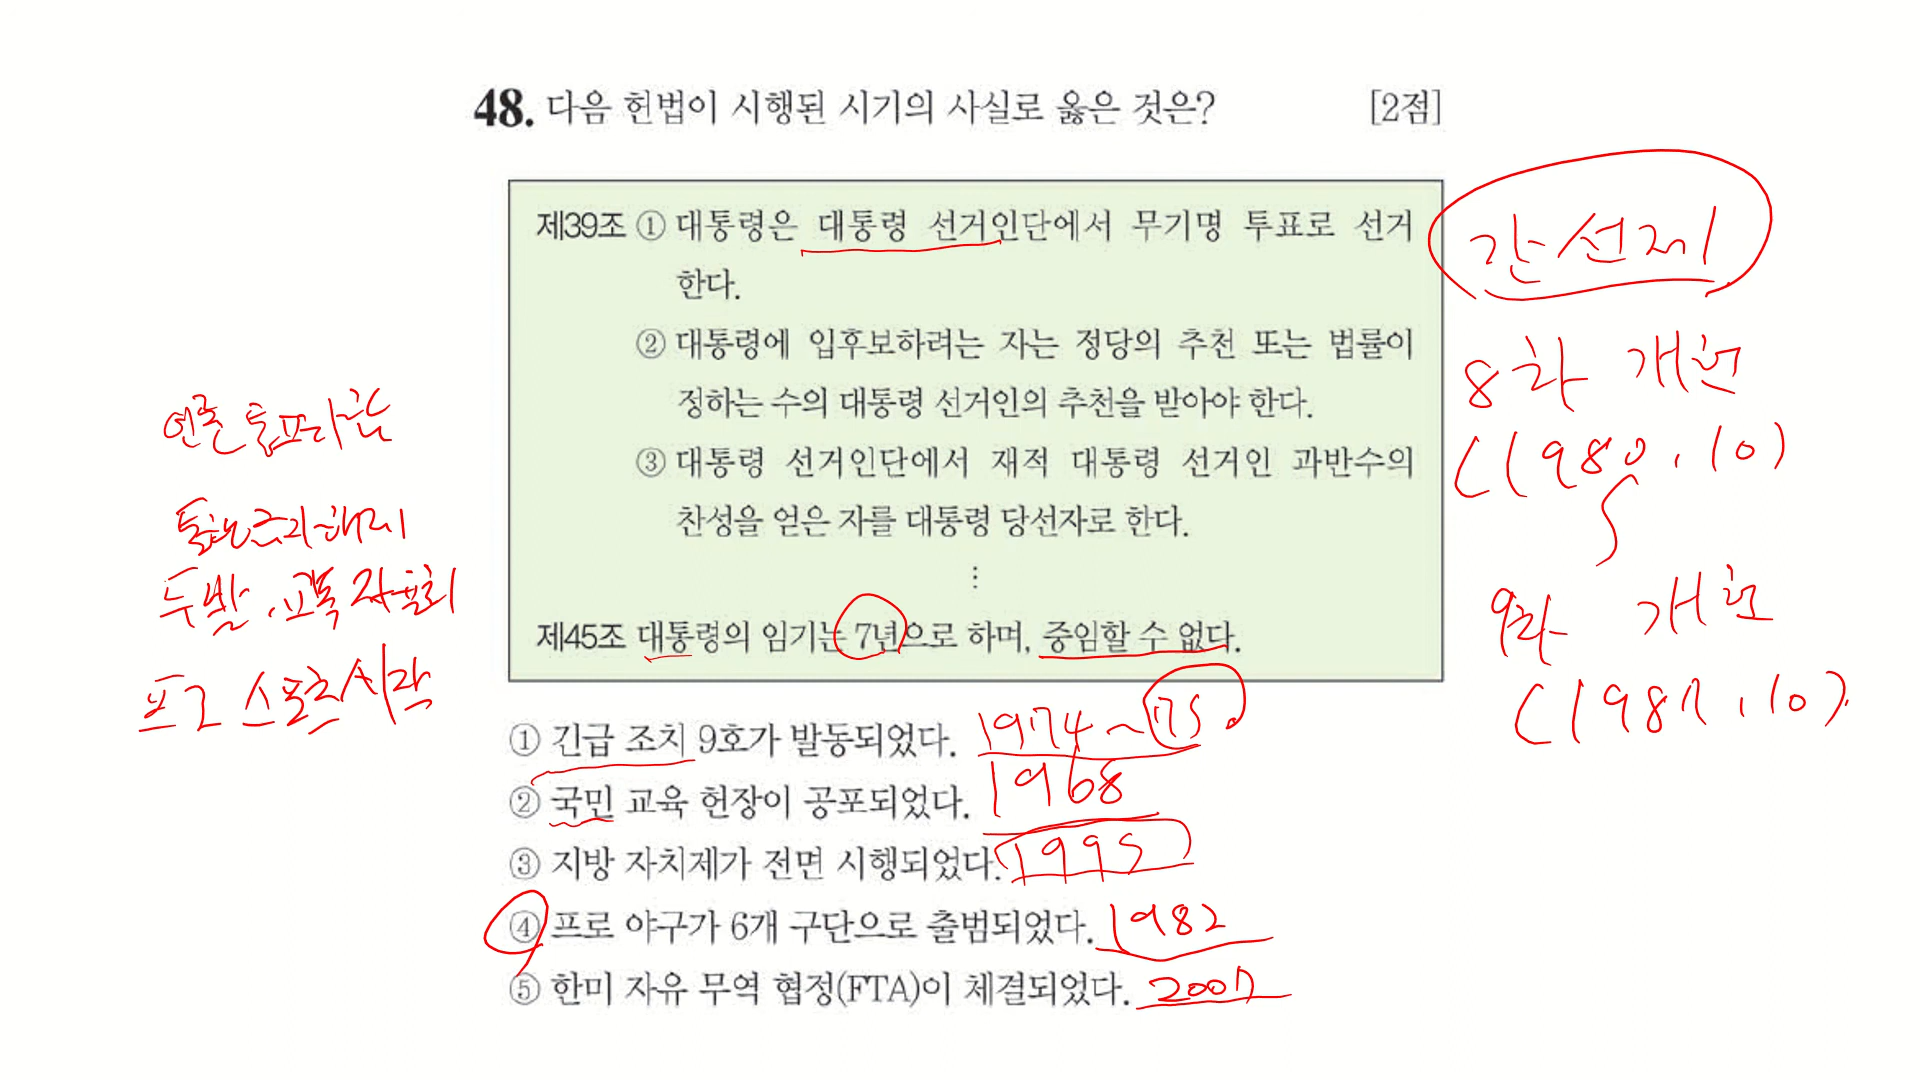 48. 다음 헌법이 시행된 시기의 사실로 옳은 것은? [2점]
제39조 ① 대통령은 대통령 선거인단에서 무기명 투표로 선거
한다.
② 대통령에 입후보하려는 자는 정당의 추천 또는 법률이
정하는 수의 대통령 선거인의 추천을 받아야 한다.
③ 대통령 선거인단에서 재적 대통령 선거인 과반수의
찬성을 얻은 자를 대통령 당선자로 한다.
⋮
제45조 대통령의 임기는 7년으로 하며, 중임할 수 없다.
① 긴급 조치 9호가 발동되었다. 1974~75.
② 국민 교육 헌장이 공포되었다. 1968
③ 지방 자치제가 전면 시행되었다. 1995
④ 프로 야구가 6개 구단으로 출범되었다. 1982
⑤ 한미 자유 무역 협정(FTA)이 체결되었다. 2007
간선제
8차 개헌
(1980.10)
9차 개헌
(1987.10).
언론통폐합
통행금지해제
두발.교복자율화
프로스포츠시작